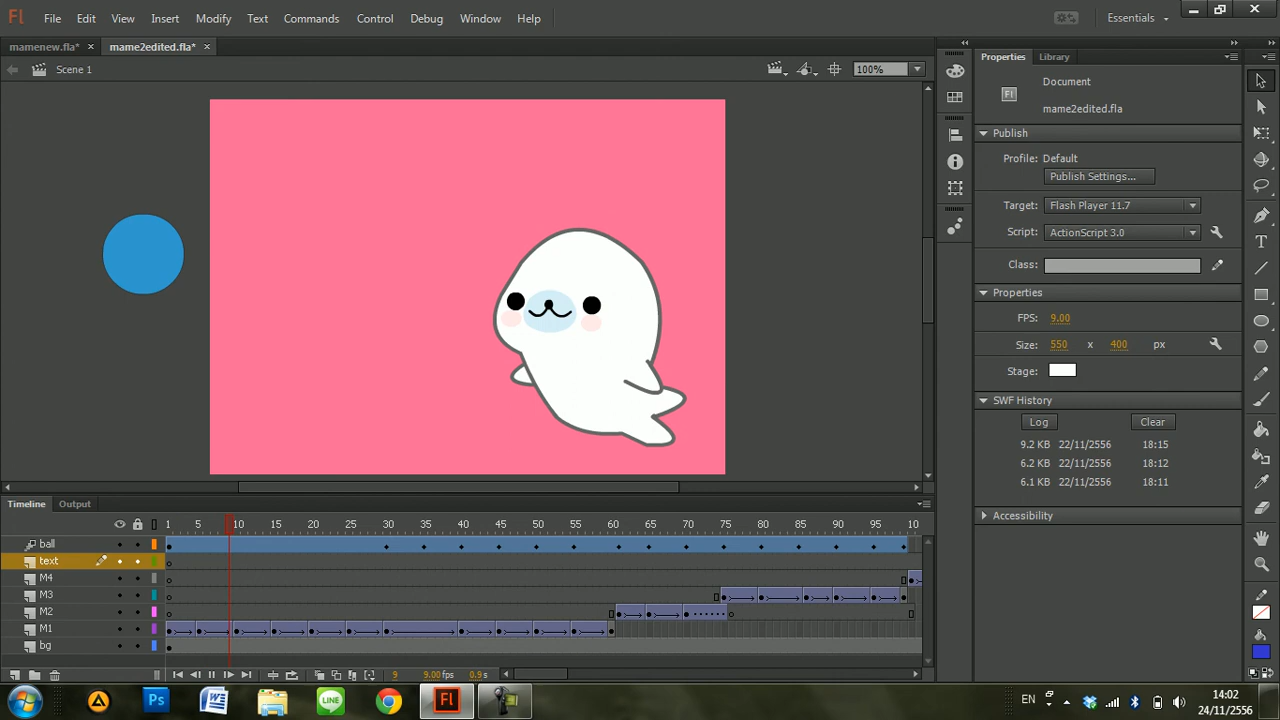 Fl File Edit View Insert Modify Text Commands Control Debug Window Help Essentials
mamenew.fla* × mame2edited.fla* ×
Scene 1 100%
Properties Library
Document
Fl mame2edited.fla
Publish
Profile: Default
Publish Settings...
Target: Flash Player 11.7
Script: ActionScript 3.0
Class:
Properties
FPS: 9.00
Size: 550 x 400 px
Stage:
SWF History
Log Clear
9.2 KB 22/11/2556 18:15
6.2 KB 22/11/2556 18:12
6.1 KB 22/11/2556 18:11
Accessibility
Timeline Output
1 5 10 15 20 25 30 35 40 45 50 55 60 65 70 75 80 85 90 95 10
ball
text
M4
M3
M2
M1
bg
9 9.00 fps 0.9 s
Ps W LINE Fl EN 14:02
24/11/2556